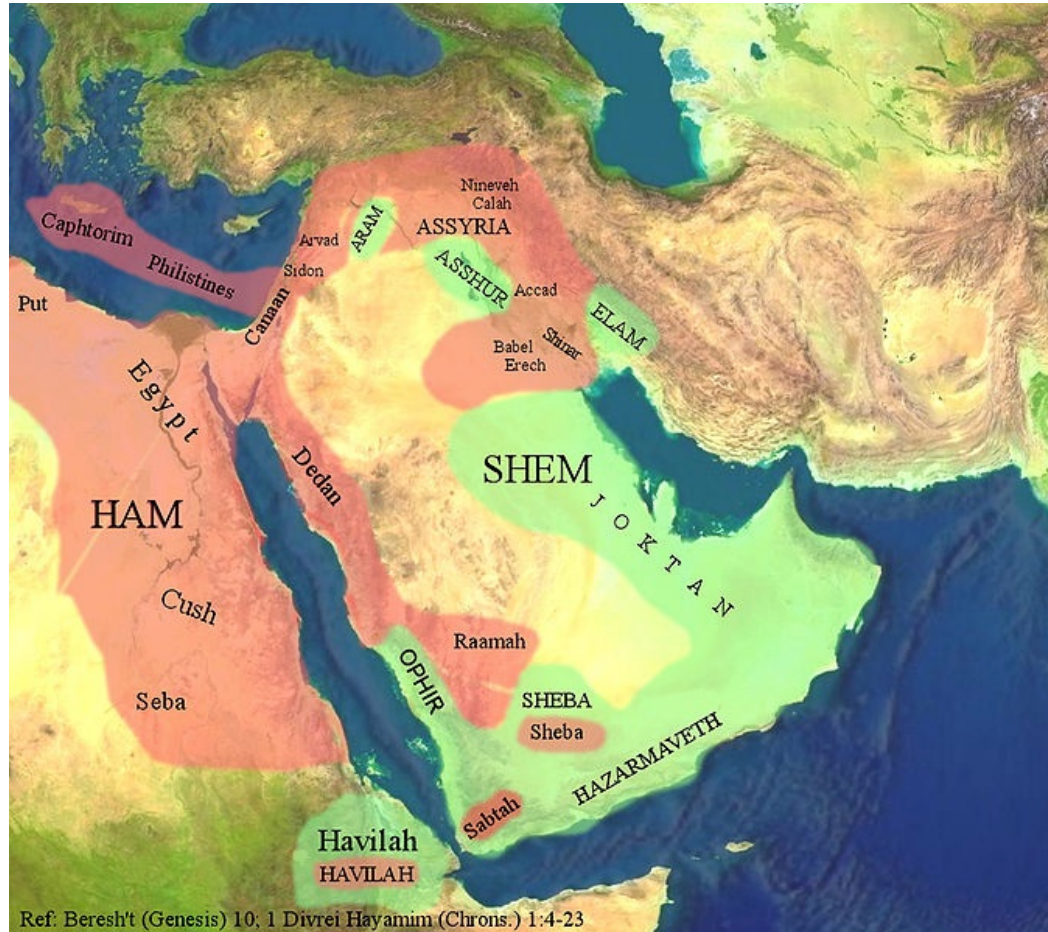 Nineveh
Calah
ARAM
ASSYRIA
Caphtorim
Arvad
Philistines
Sidon
ASSHUR
Accad
Put
Canaan
ELAM
Babel
Shinar
Erech
Egypt
SHEM
Dedan
JOKTAN
HAM
Cush
Raamah
OPHIR
Seba
SHEBA
Sheba
HAZARMAVETH
Sabtah
Havilah
HAVILAH
Ref: Beresh't (Genesis) 10; 1 Divrei Hayamim (Chrons.) 1:4-23